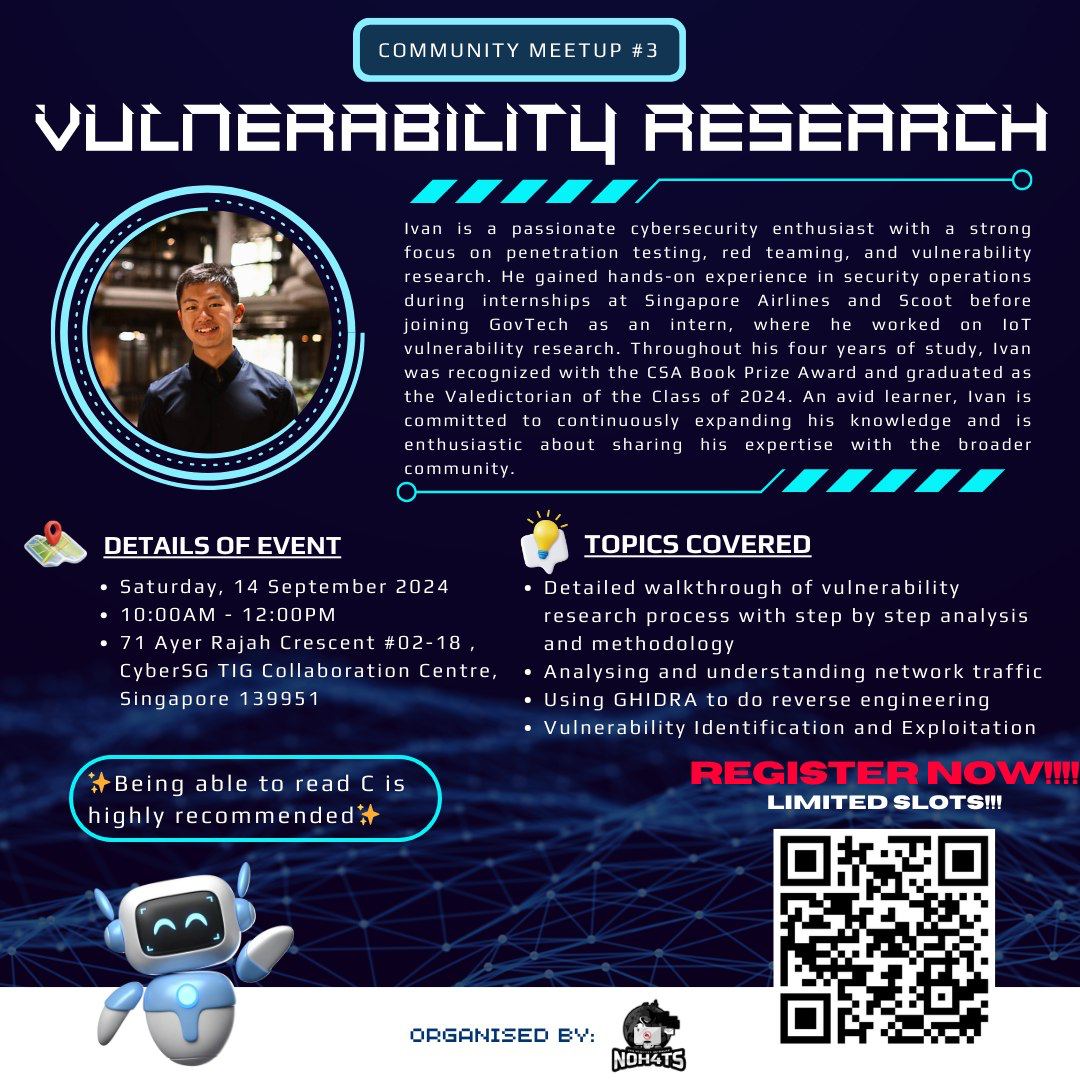 COMMUNITY MEETUP #3
VULNERABILITY RESEARCH
Ivan is a passionate cybersecurity enthusiast with a strong
focus on penetration testing, red teaming, and vulnerability
research. He gained hands-on experience in security operations
during internships at Singapore Airlines and Scoot before
joining GovTech as an intern, where he worked on IoT
vulnerability research. Throughout his four years of study, Ivan
was recognized with the CSA Book Prize Award and graduated as
the Valedictorian of the Class of 2024. An avid learner, Ivan is
committed to continuously expanding his knowledge and is
enthusiastic about sharing his expertise with the broader
community.
DETAILS OF EVENT
• Saturday, 14 September 2024
• 10:00AM - 12:00PM
• 71 Ayer Rajah Crescent #02-18 ,
CyberSG TIG Collaboration Centre,
Singapore 139951
TOPICS COVERED
• Detailed walkthrough of vulnerability
research process with step by step analysis
and methodology
• Analysing and understanding network traffic
• Using GHIDRA to do reverse engineering
• Vulnerability Identification and Exploitation
✨Being able to read C is
highly recommended✨
REGISTER NOW!!!!
LIMITED SLOTS!!!
ORGANISED BY:
N0H4TS